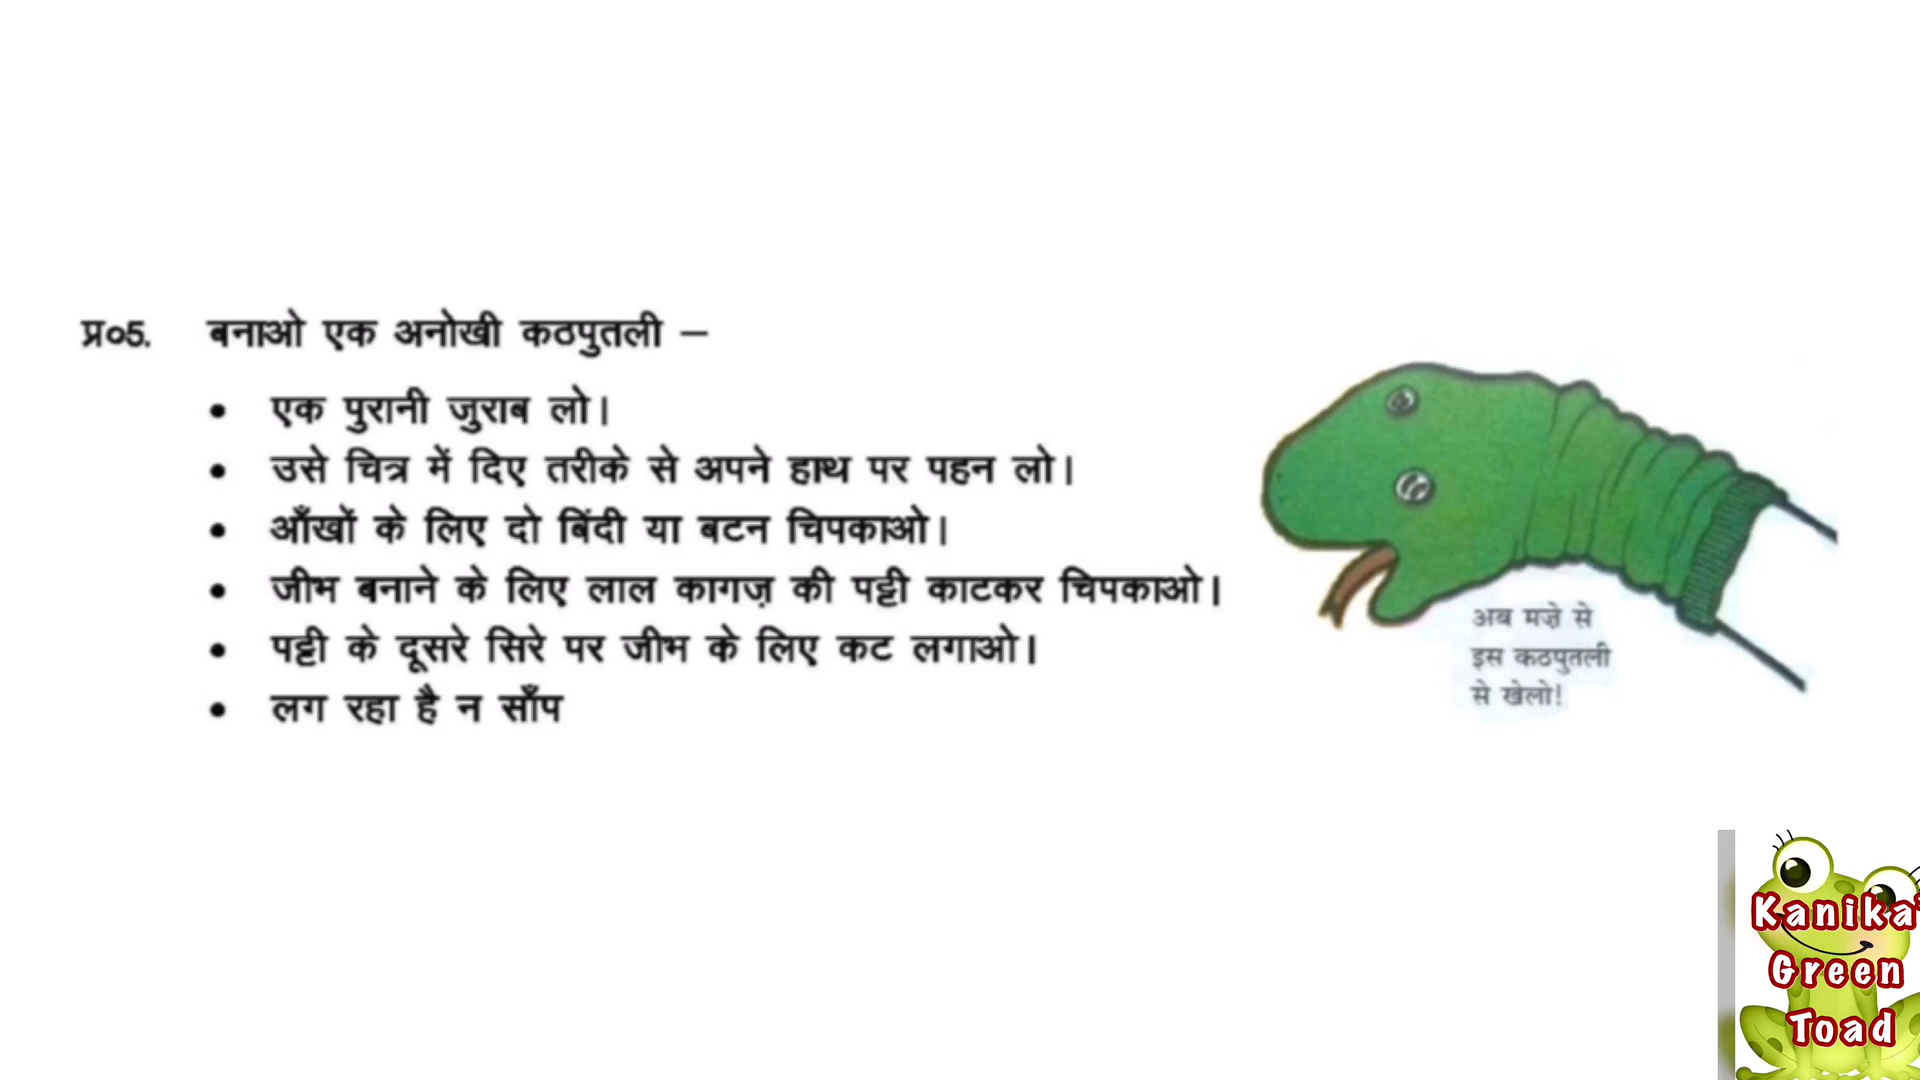 प्र०5. बनाओ एक अनोखी कठपुतली –
• एक पुरानी जुराब लो।
• उसे चित्र में दिए तरीके से अपने हाथ पर पहन लो।
• आँखों के लिए दो बिंदी या बटन चिपकाओ।
• जीभ बनाने के लिए लाल कागज़ की पट्टी काटकर चिपकाओ।
• पट्टी के दूसरे सिरे पर जीभ के लिए कट लगाओ।
• लग रहा है न साँप
अब मज़े से
इस कठपुतली
से खेलो!
Kanika'
Green
Toad